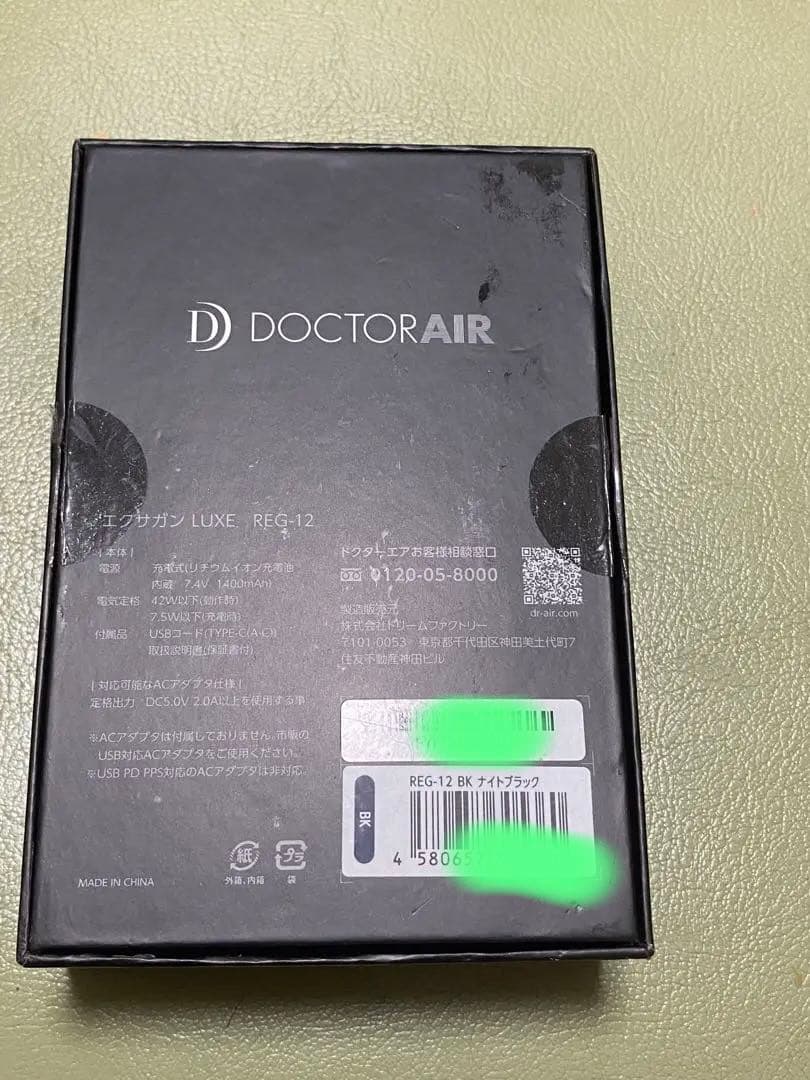 DOCTORAIR
エクサガン LUXE REG-12
[本体]
電源 充電式(リチウムイオン充電池
内蔵 7.4V 1400mAh)
電気定格 42W以下(動作時)
7.5W以下(充電時)
付属品 USBコード(TYPE-C(A-C))
取扱説明書(保証書付)
[対応可能なACアダプタ仕様]
定格出力 DC5.0V 2.0A以上を使用する事
※ACアダプタは付属しておりません。市販の
USB対応ACアダプタをご使用ください。
※USB PD PPS対応のACアダプタは非対応。
ドクターエアお客様相談窓口
0120-05-8000
dr-air.com
製造販売元
株式会社ドリームファクトリー
〒101-0053 東京都千代田区神田美土代町7
住友不動産神田ビル
REG-12 BK ナイトブラック
BK
4 58065
紙
外箱、内箱
プラ
袋
MADE IN CHINA